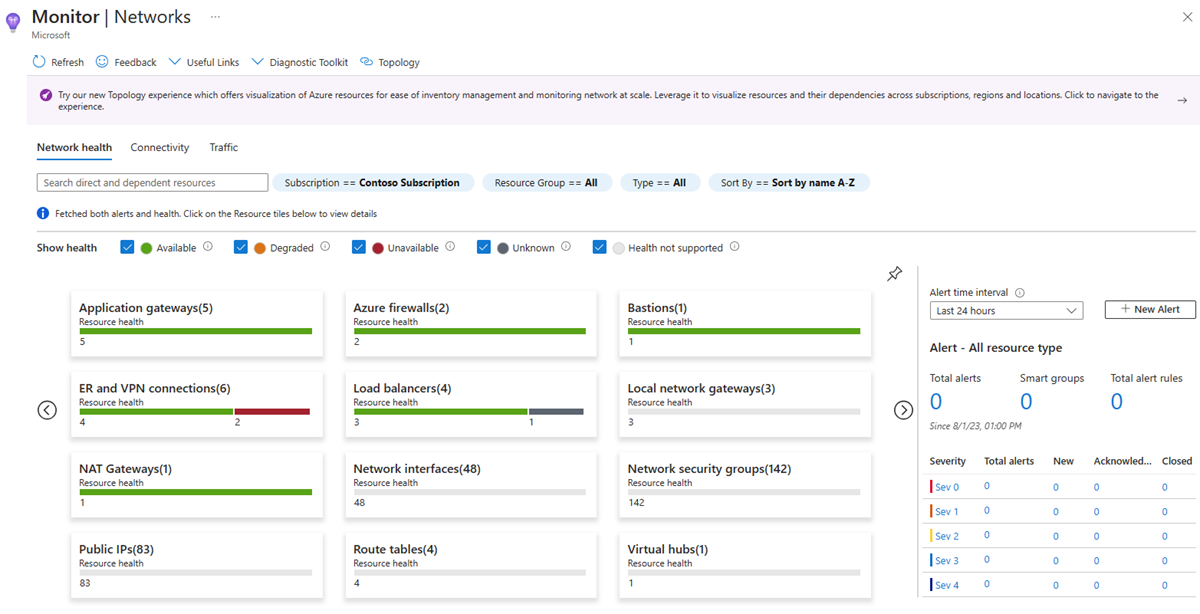 Monitor | Networks ...
Microsoft
Refresh Feedback Useful Links Diagnostic Toolkit Topology
Try our new Topology experience which offers visualization of Azure resources for ease of inventory management and monitoring network at scale. Leverage it to visualize resources and their dependencies across subscriptions, regions and locations. Click to navigate to the
experience.
Network health Connectivity Traffic
Search direct and dependent resources Subscription == Contoso Subscription Resource Group == All Type == All Sort By == Sort by name A-Z
Fetched both alerts and health. Click on the Resource tiles below to view details
Show health Available Degraded Unavailable Unknown Health not supported
Application gateways(5)
Resource health
5
Azure firewalls(2)
Resource health
2
Bastions(1)
Resource health
1
ER and VPN connections(6)
Resource health
4 2
Load balancers(4)
Resource health
3 1
Local network gateways(3)
Resource health
3
NAT Gateways(1)
Resource health
1
Network interfaces(48)
Resource health
48
Network security groups(142)
Resource health
142
Public IPs(83)
Resource health
83
Route tables(4)
Resource health
4
Virtual hubs(1)
Resource health
1
Alert time interval
Last 24 hours + New Alert
Alert - All resource type
Total alerts Smart groups Total alert rules
0 0 0
Since 8/1/23, 01:00 PM
Severity Total alerts New Acknowled... Closed
Sev 0 0 0 0 0
Sev 1 0 0 0 0
Sev 2 0 0 0 0
Sev 3 0 0 0 0
Sev 4 0 0 0 0